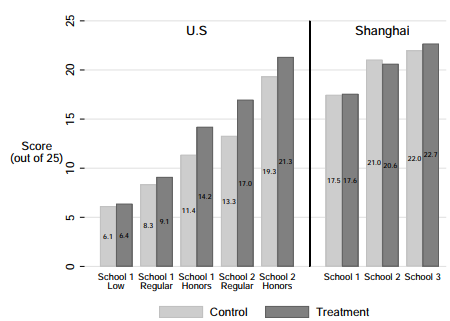 U.S
Shanghai
Score
(out of 25)
25
20
15
10
5
0
6.1 6.4 8.3 9.1 11.4 14.2 13.3 17.0 19.3 21.3 17.5 17.6 21.0 20.6 22.0 22.7
School 1 School 1 School 1 School 2 School 2 School 1 School 2 School 3
Low Regular Honors Regular Honors
Control Treatment